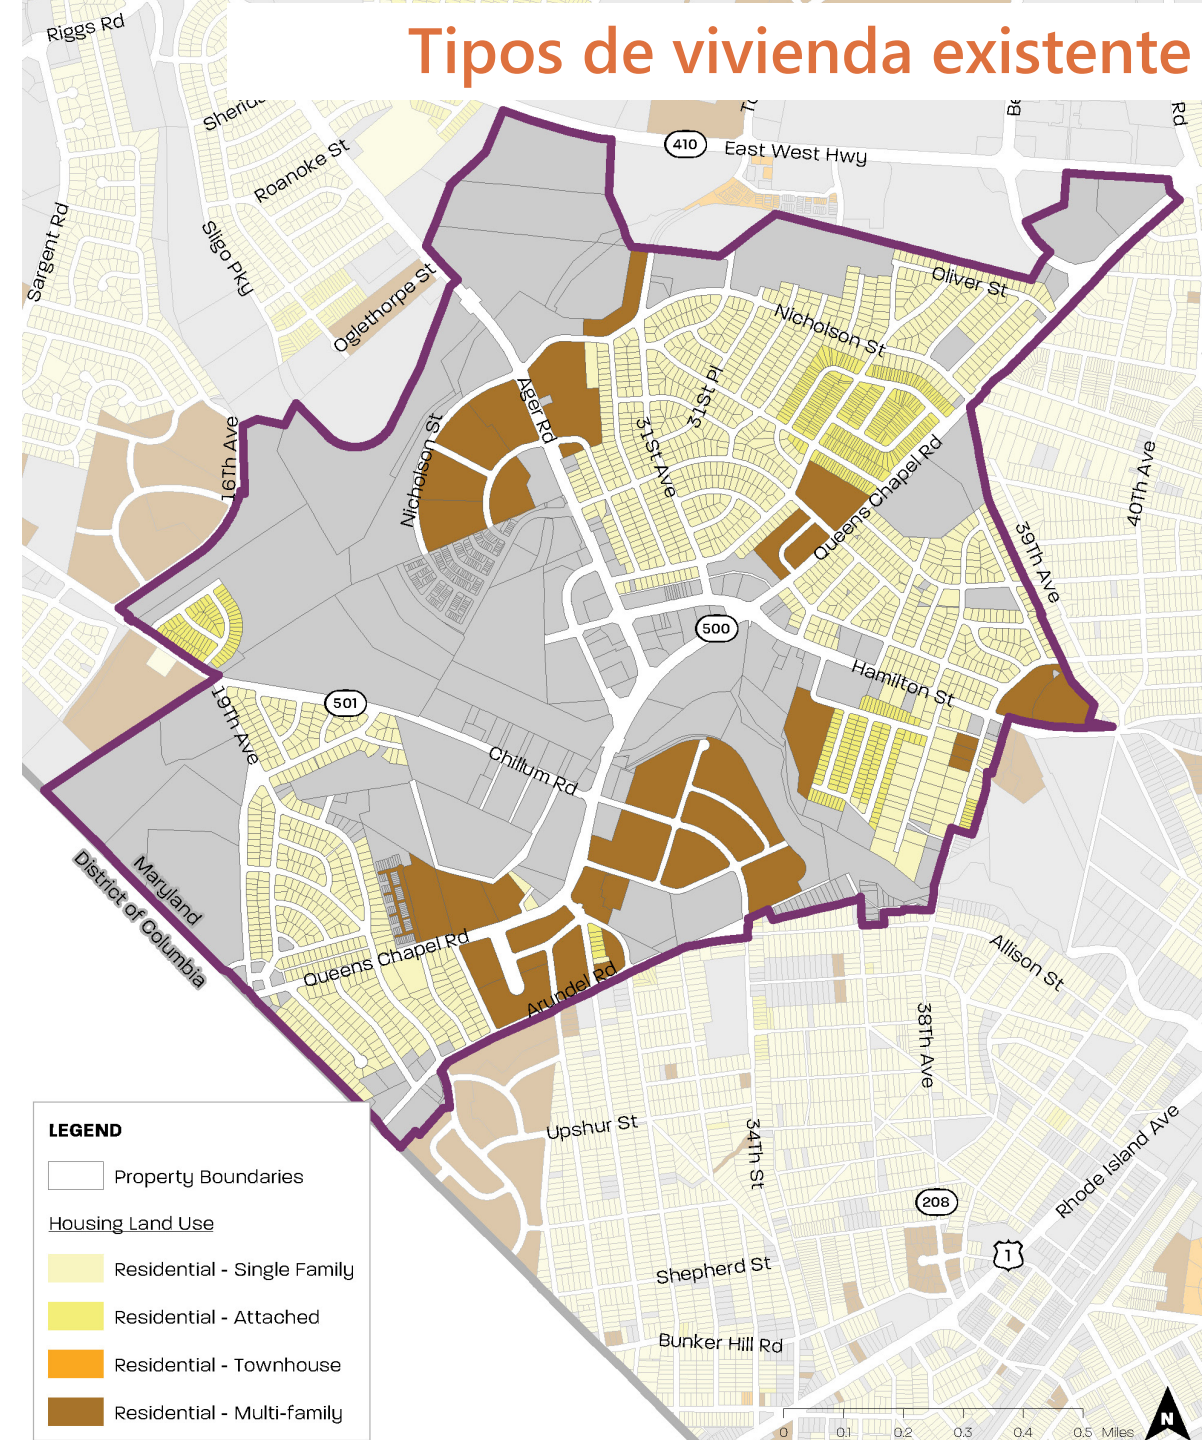 Tipos de vivienda existente
Riggs Rd
Roanoke St
Sargent Rd
Sligo Pky
Oglethorpe St
410
East West Hwy
Rd
Oliver St
Nicholson St
31St Pl
31St Ave
Ager Rd
Nicholson St
16Th Ave
Queens Chapel Rd
40Th Ave
39Th Ave
500
Hamilton St
501
19Th Ave
Chillum Rd
Maryland
District of Columbia
Queens Chapel Rd
Arundel Rd
Allison St
38Th Ave
Upshur St
34Th St
Rhode Island Ave
208
1
Shepherd St
Bunker Hill Rd
LEGEND
Property Boundaries
Housing Land Use
Residential - Single Family
Residential - Attached
Residential - Townhouse
Residential - Multi-family
0 0.1 0.2 0.3 0.4 0.5 Miles
N